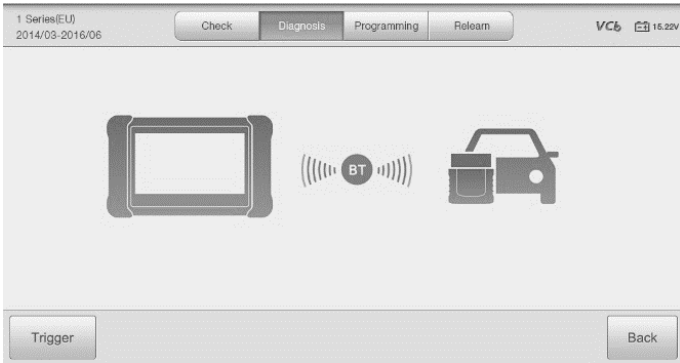 1 Series(EU)
2014/03-2016/06
Check
Diagnosis
Programming
Relearn
VCb
15.22V
BT
Trigger
Back